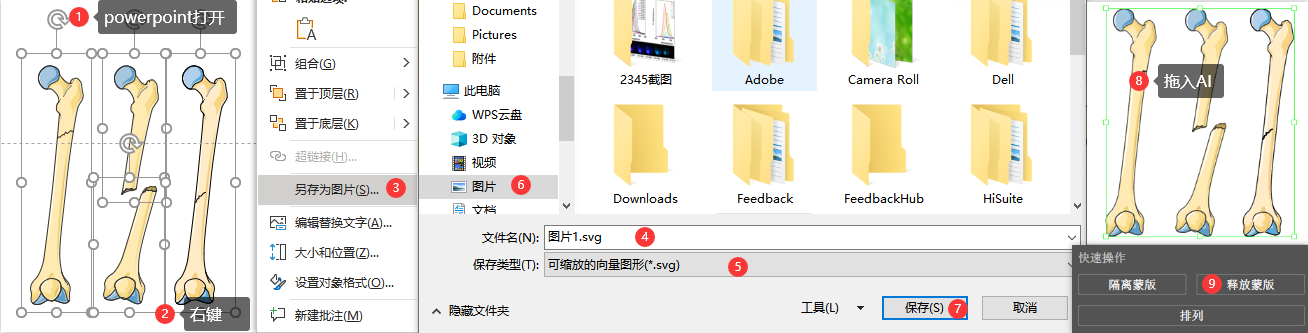 1 powerpoint打开
2 右键
A
组合(G)
置于顶层(R)
置于底层(K)
超链接(H)...
另存为图片(S)... 3
编辑替换文字(A)...
大小和位置(Z)...
设置对象格式(O)...
新建批注(M)
Documents
Pictures
附件
此电脑
WPS云盘
3D 对象
视频
图片 6
文档
2345截图
Adobe
Camera Roll
Dell
Downloads
Feedback
FeedbackHub
HiSuite
文件名(N): 图片1.svg 4
保存类型(T): 可缩放的向量图形(*.svg) 5
隐藏文件夹
工具(L)
保存(S) 7
取消
8 拖入AI
快速操作
隔离蒙版
9 释放蒙版
排列